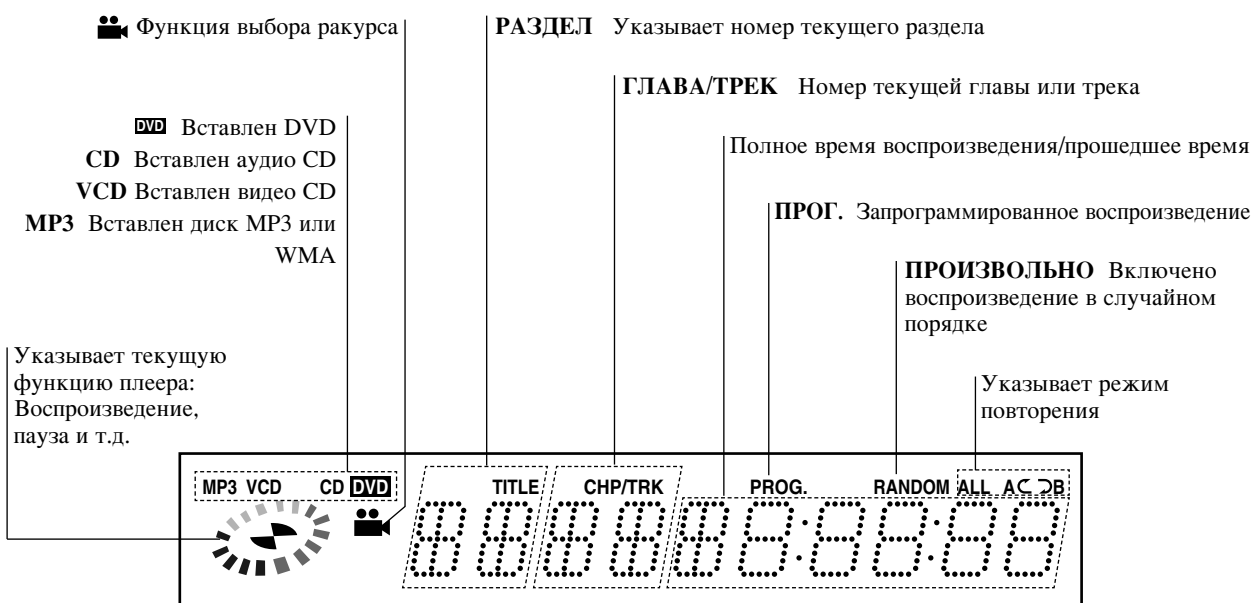 Функция выбора ракурса
РАЗДЕЛ Указывает номер текущего раздела
ГЛАВА/ТРЕК Номер текущей главы или трека
DVD Вставлен DVD
CD Вставлен аудио CD
VCD Вставлен видео CD
MP3 Вставлен диск MP3 или
WMA
Полное время воспроизведения/прошедшее время
ПРОГ. Запрограммированное воспроизведение
ПРОИЗВОЛЬНО Включено
воспроизведение в случайном
порядке
Указывает текущую
функцию плеера:
Воспроизведение,
пауза и т.д.
Указывает режим
повторения
MP3 VCD CD DVD TITLE CHP/TRK PROG. RANDOM ALL A B